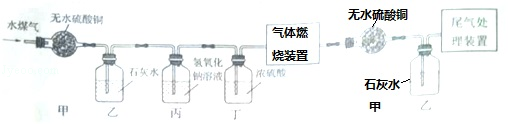 水煤气
无水硫酸铜
石灰水
氢氧化
钠溶液
浓硫酸
气体燃
烧装置
无水硫酸铜
尾气处
理装置
石灰水
甲 乙 丙 丁 甲 乙